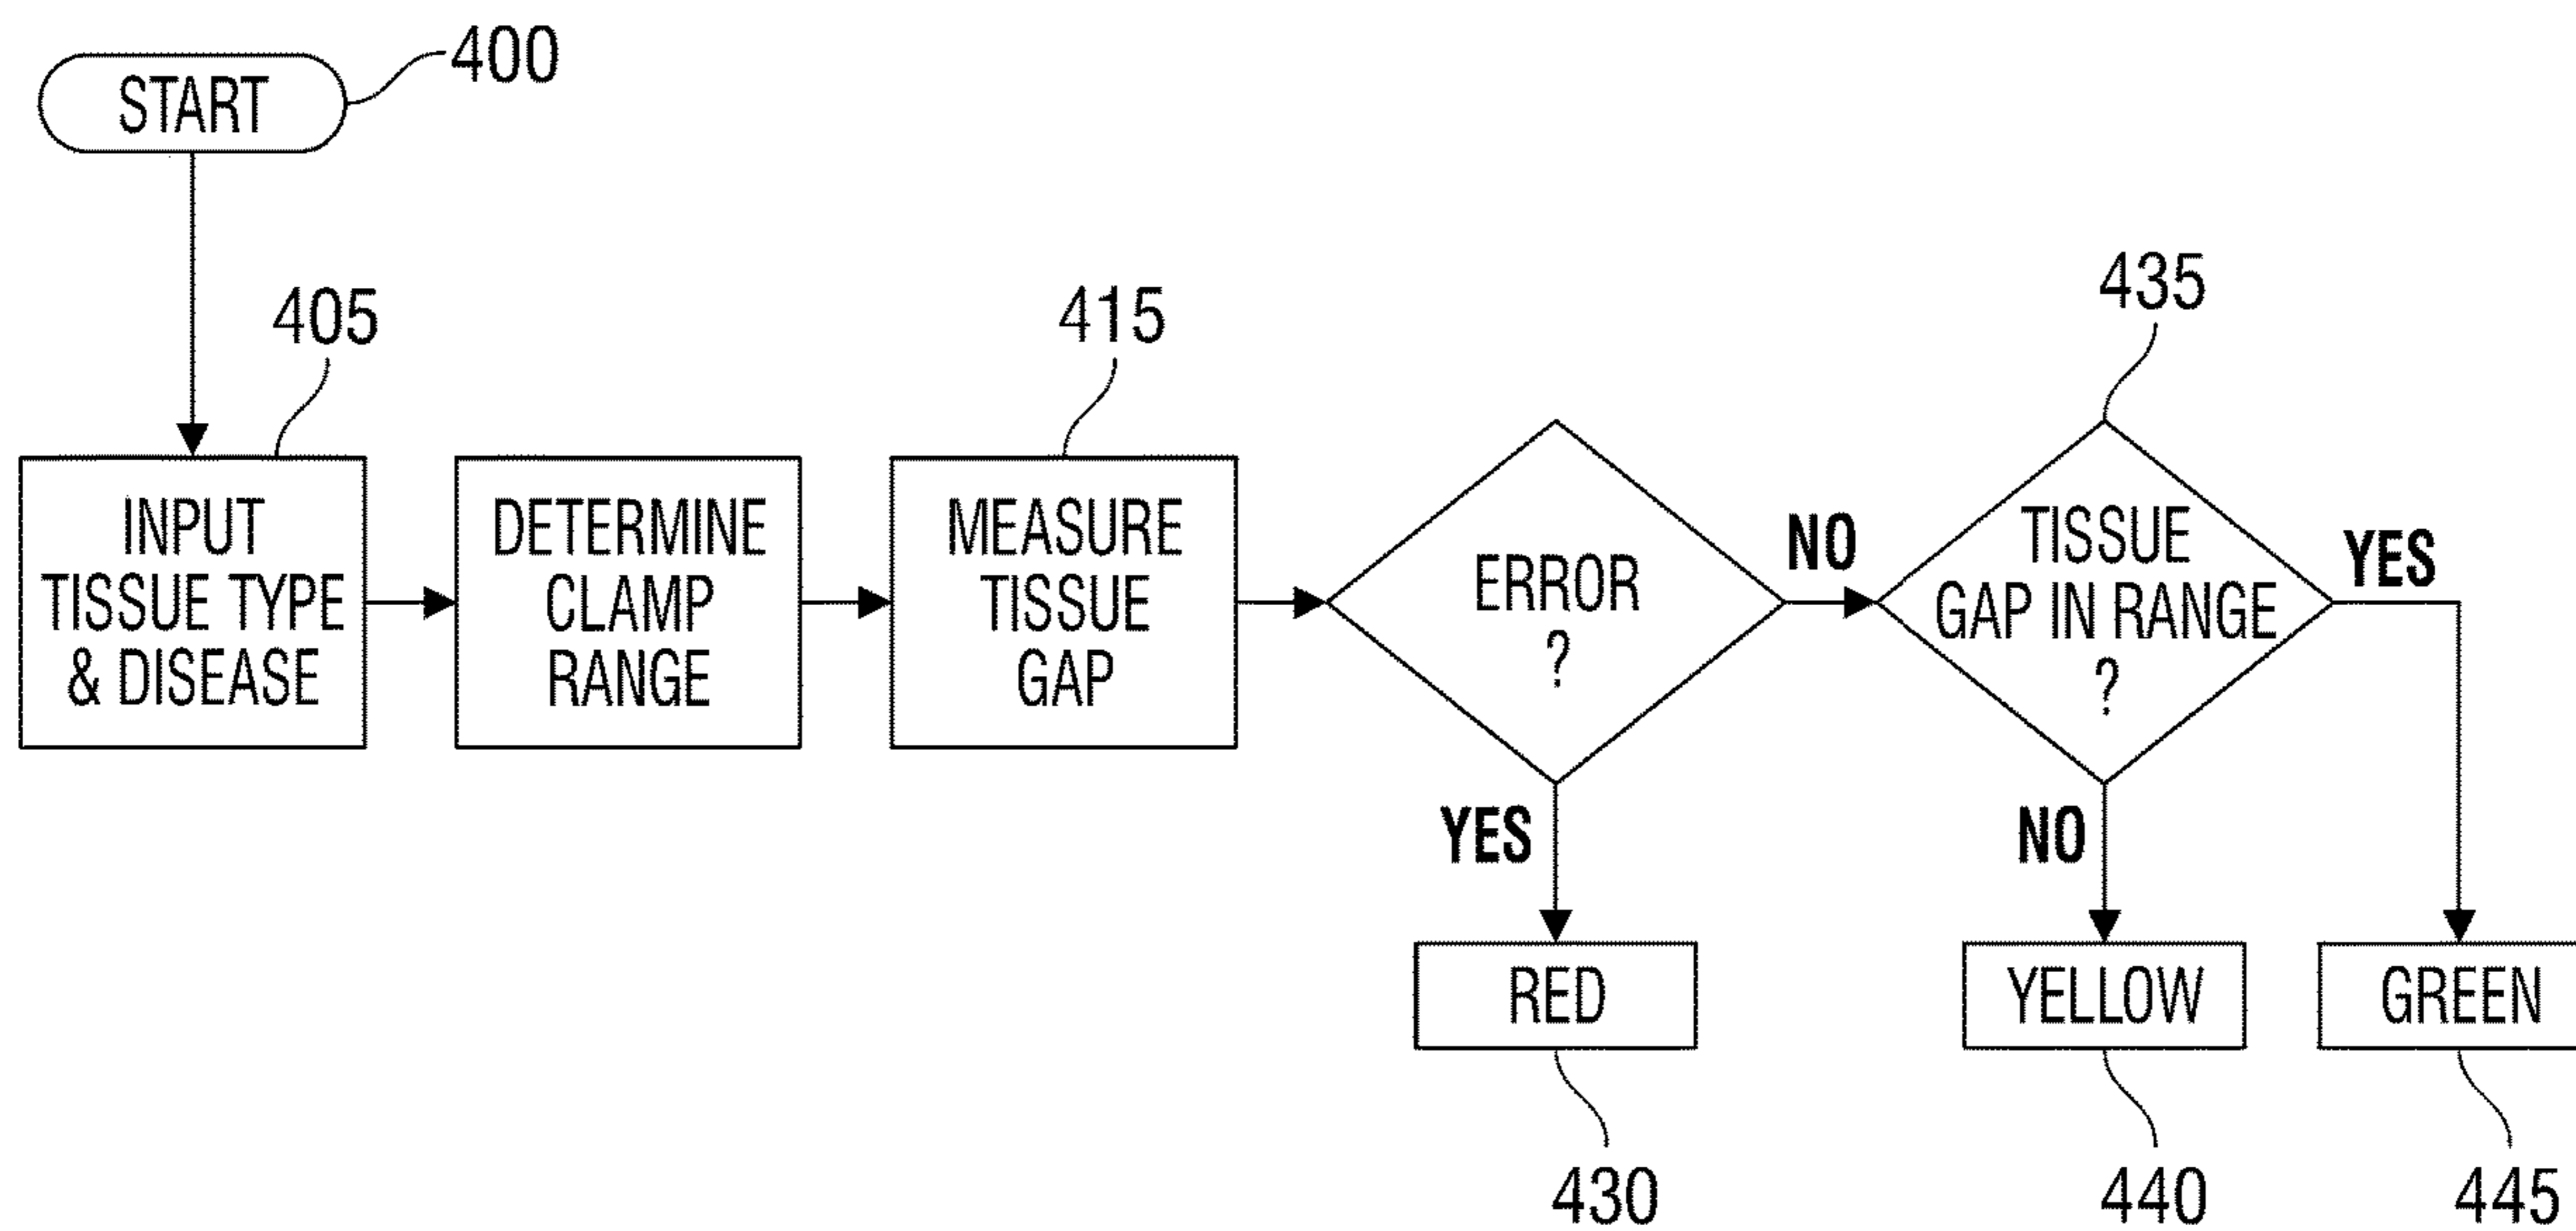 START
400
405
INPUT
TISSUE TYPE
& DISEASE
DETERMINE
CLAMP
RANGE
415
MEASURE
TISSUE
GAP
ERROR
?
NO
YES
435
TISSUE
GAP IN RANGE
?
YES
NO
RED
430
YELLOW
440
GREEN
445